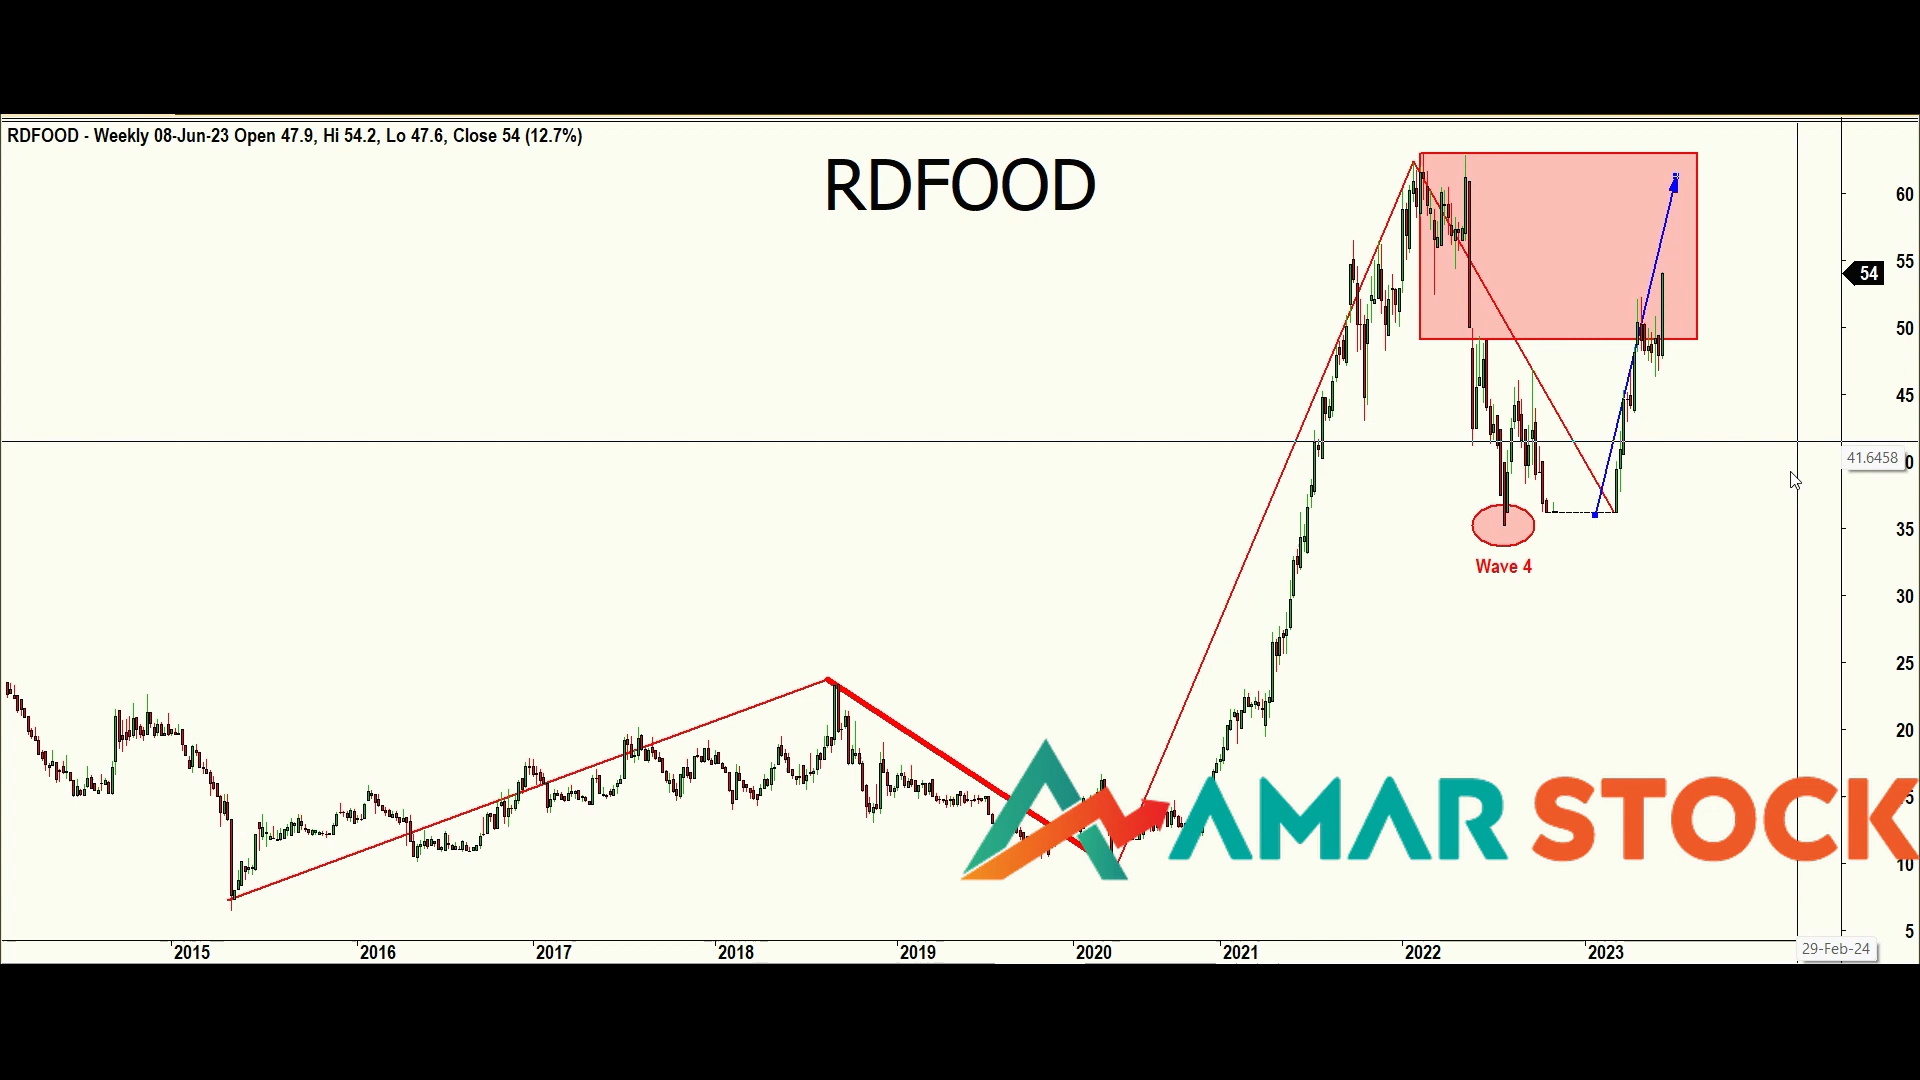 RDFOOD - Weekly 08-Jun-23 Open 47.9, Hi 54.2, Lo 47.6, Close 54 (12.7%)
RDFOOD
60
55
54
50
45
41.6458
35
Wave 4
30
25
20
AMAR STOCK
10
5
2015 2016 2017 2018 2019 2020 2021 2022 2023 29-Feb-24